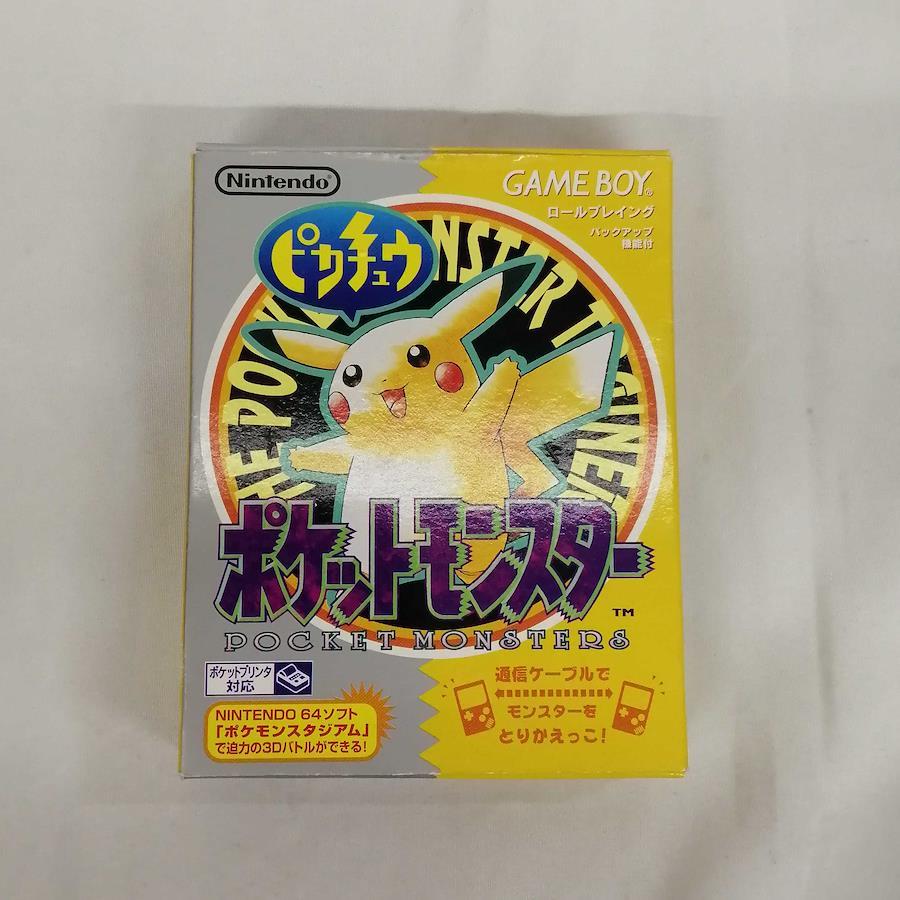 Nintendo®
GAME BOY®
ロールプレイング
バックアップ
機能付
ピカチュウ
ポケットモンスター
TM
POCKET MONSTERS
ポケットプリンタ
対応
NINTENDO 64ソフト
「ポケモンスタジアム」
で迫力の3Dバトルができる!
通信ケーブルで
モンスターを
とりかえっこ!